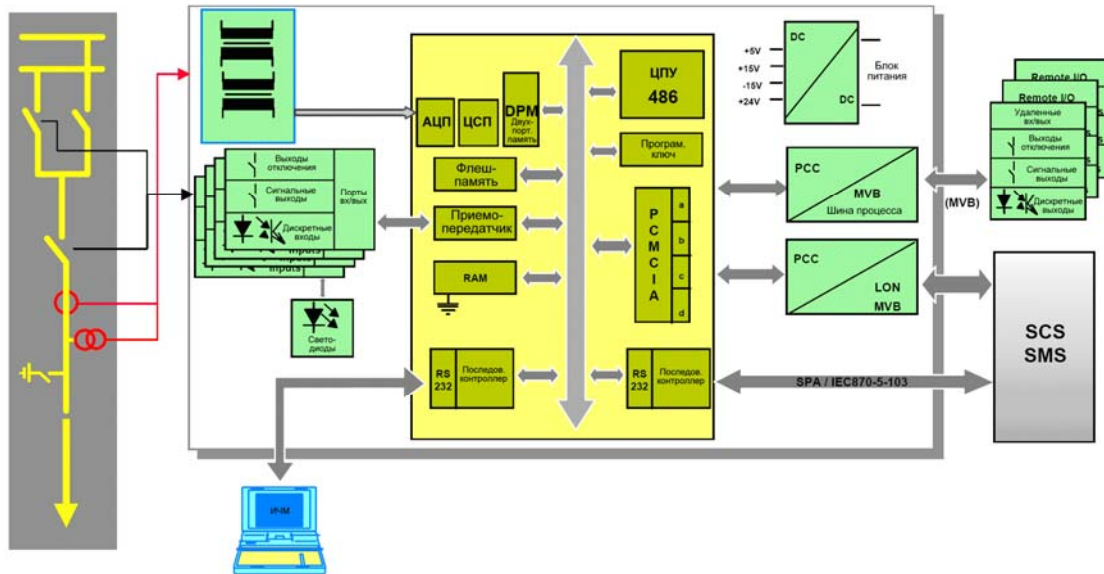 DC
+5V
+15V
-15V
+24V
Блок
питания
DC
ЦПУ
486
АЦП
ЦСП
DPM
Двух-
порт.
память
Програм.
ключ
Флеш-
память
Приемо-
передатчик
RAM
PCMCIA
a
b
c
d
Выходы
отключения
Сигнальные
выходы
Дискретные
входы
Порты
вх/вых
Inputs
Inputs
Свето-
диоды
PCC
MVB
Шина процесса
(MVB)
PCC
LON
MVB
Remote I/O
Remote I/O
Удаленные
вх/вых
Выходы
отключения
Сигнальные
выходы
Дискретные
выходы
SCS
SMS
RS
232
Последов.
контроллер
RS
232
Последов.
контроллер
SPA / IEC870-5-103
ИЧМ